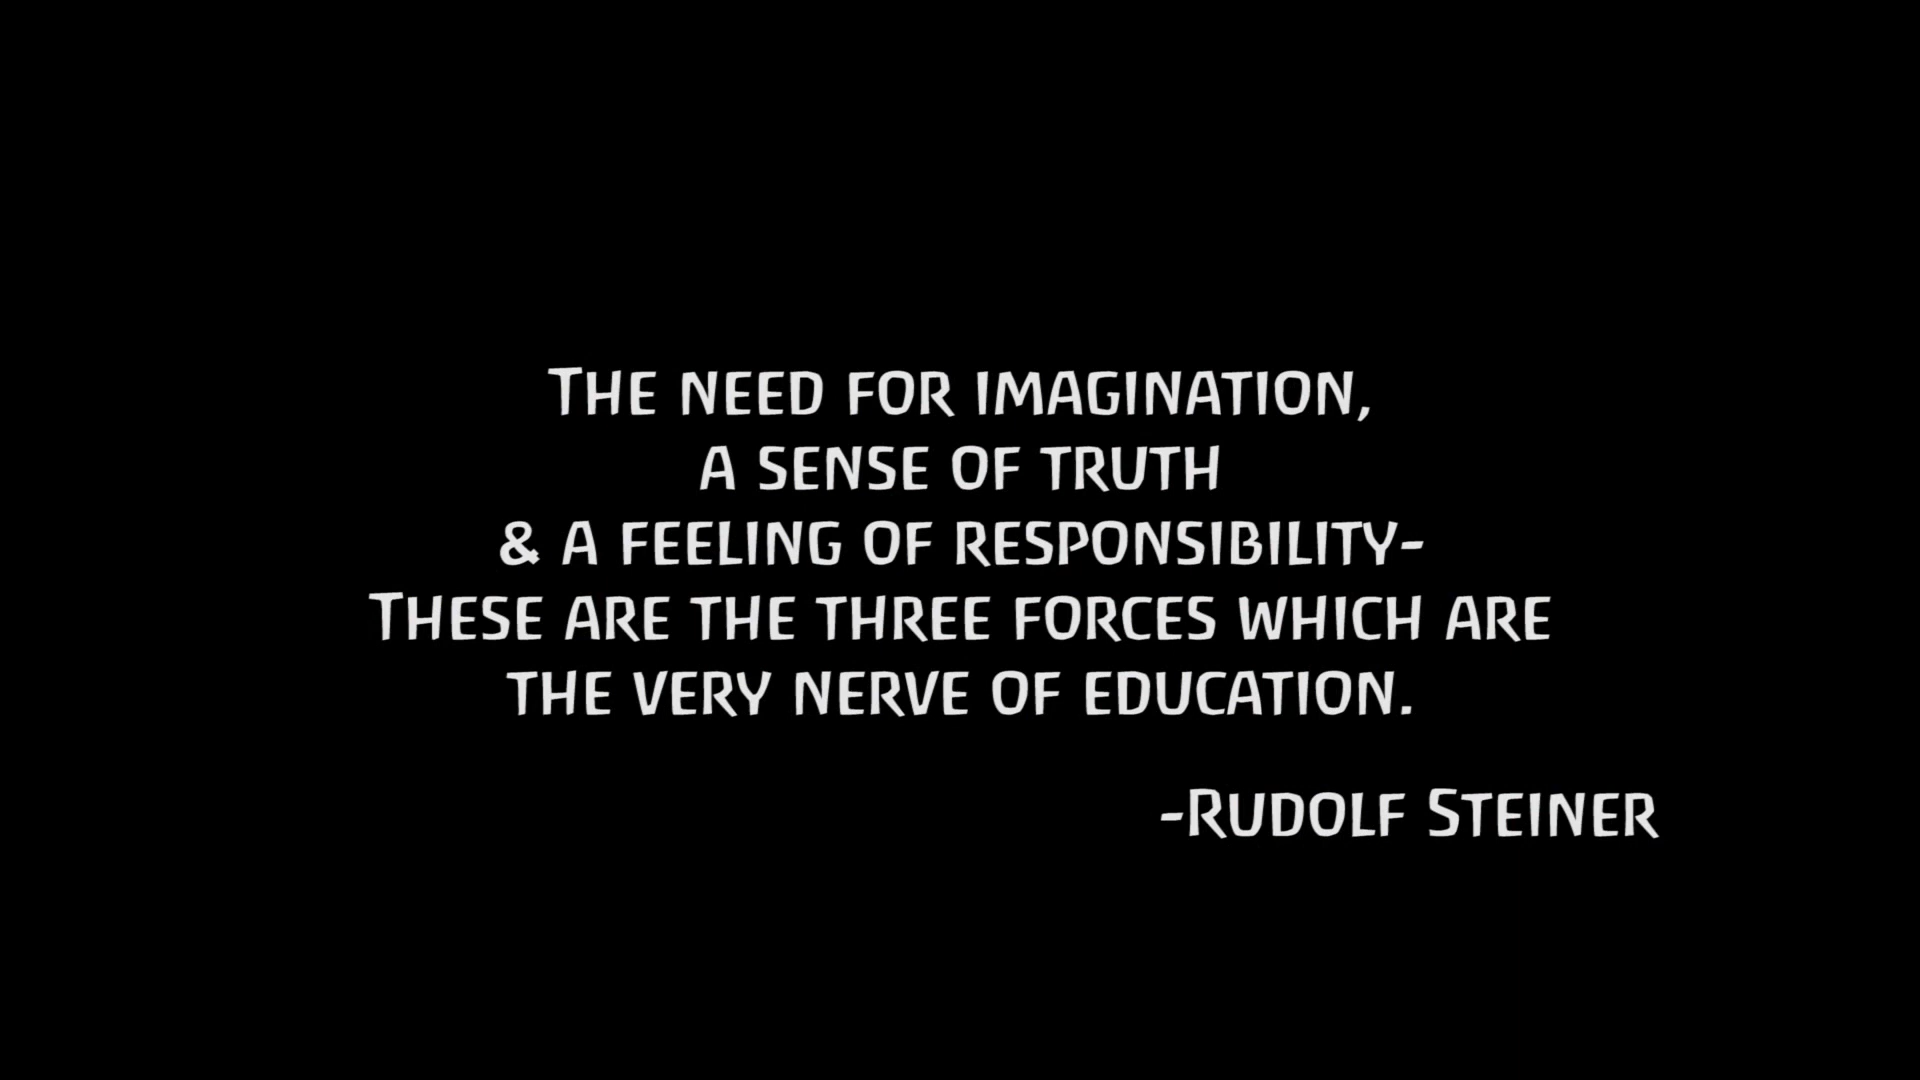 The need for imagination,
a sense of truth
& a feeling of responsibility-
These are the three forces which are
the very nerve of education.
-Rudolf Steiner